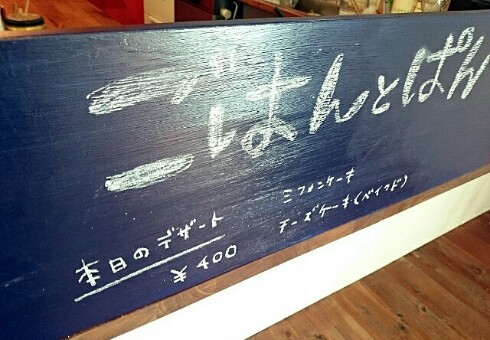 ごはんとぱん
本日のデザート
¥400
シフォンケーキ
チーズケーキ(ベイクド)